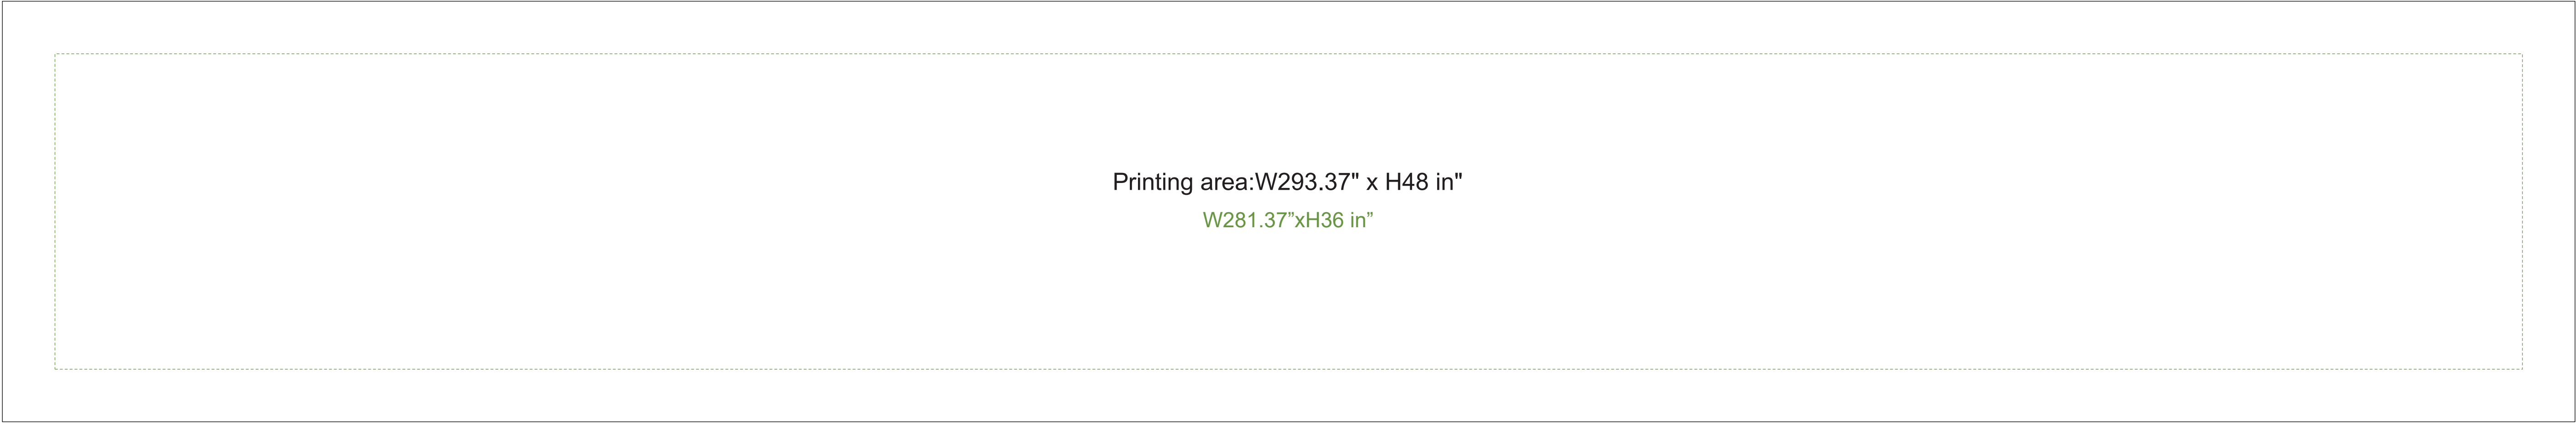 Printing area:W293.37" x H48 in"
W281.37”xH36 in”